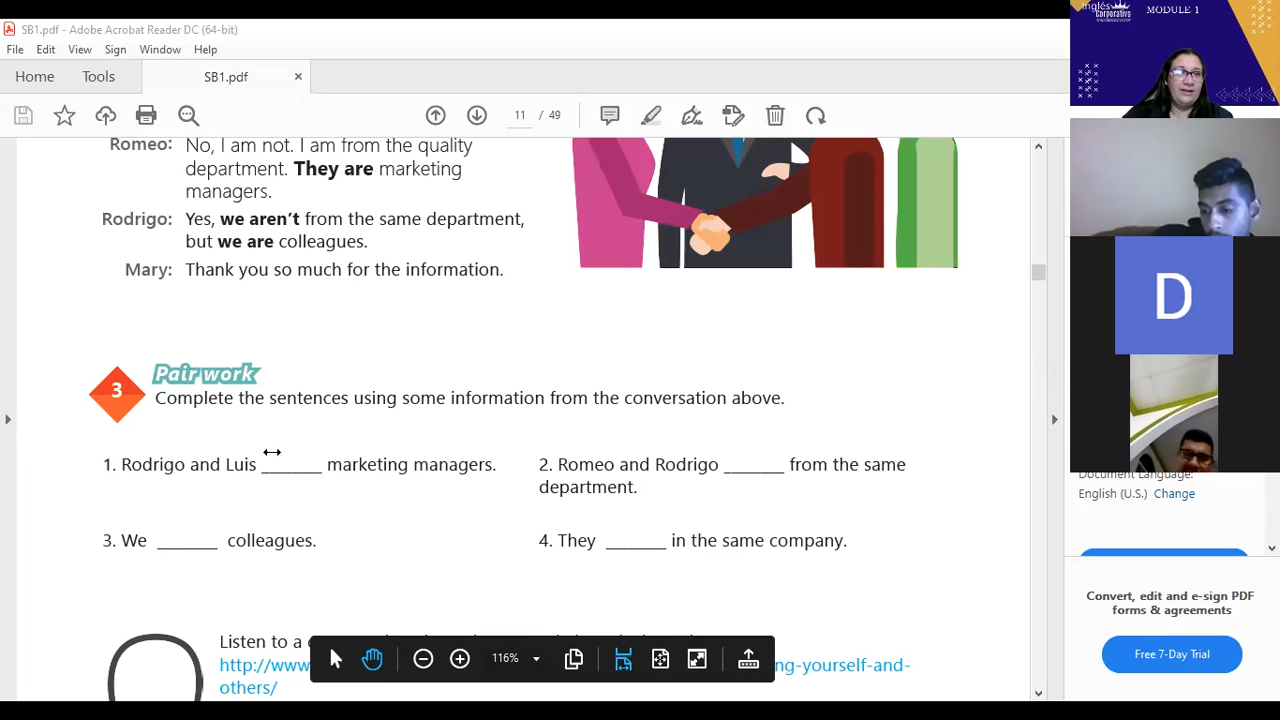 SB1.pdf - Adobe Acrobat Reader DC (64-bit)
File Edit View Sign Window Help
Home Tools SB1.pdf ×
11 / 49
Romeo: No, I am not. I am from the quality
department. They are marketing
managers.
Rodrigo: Yes, we aren't from the same department,
but we are colleagues.
Mary: Thank you so much for the information.
3
Pair work
Complete the sentences using some information from the conversation above.
1. Rodrigo and Luis _______ marketing managers.
2. Romeo and Rodrigo _______ from the same
department.
3. We _______ colleagues.
4. They _______ in the same company.
Listen to a
http://www
ng-yourself-and-
others/
116%
Inglés
Corporativo
MODULE 1
D
Document Language:
English (U.S.) Change
Convert, edit and e-sign PDF
forms & agreements
Free 7-Day Trial